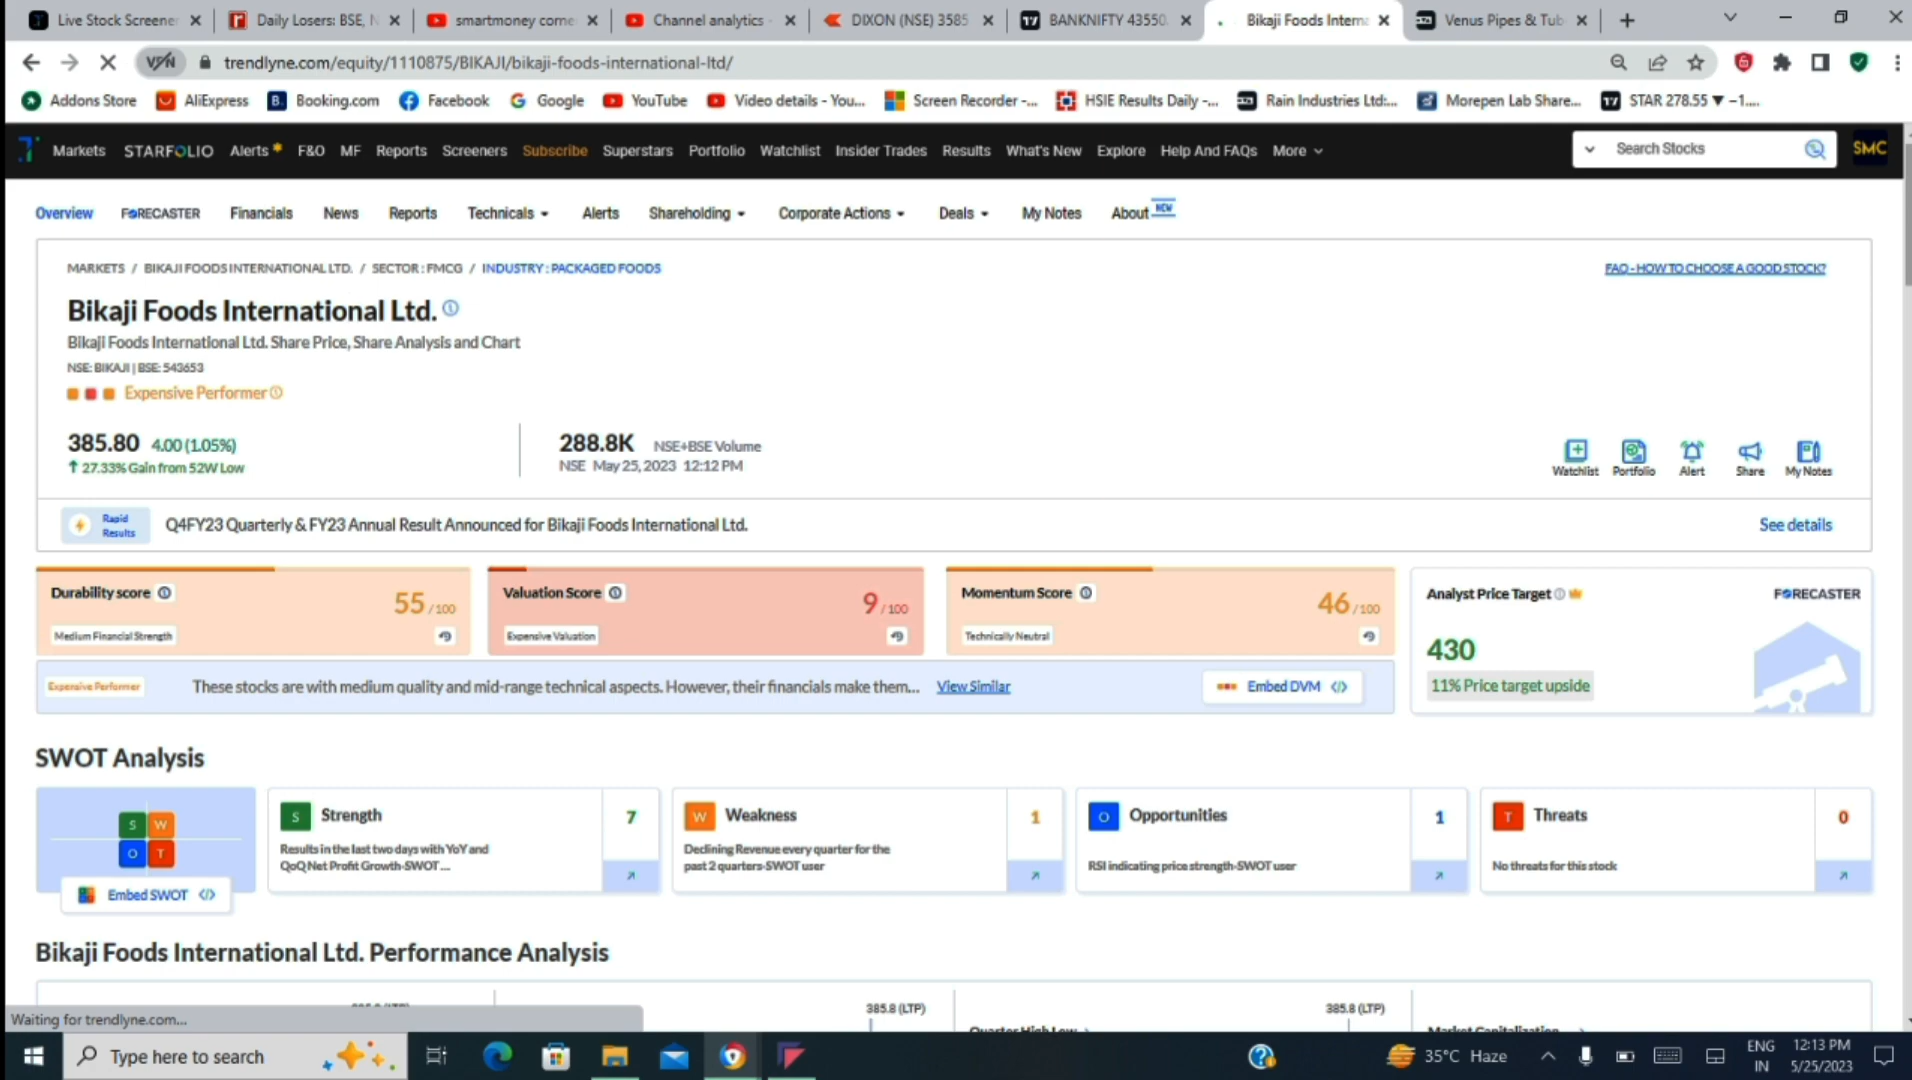 Live Stock Screener
Daily Losers: BSE, N
smartmoney corne
Channel analytics -
DIXON (NSE) 3585
BANKNIFTY 43550.
Bikaji Foods Interna
Venus Pipes & Tub
trendlyne.com/equity/1110875/BIKAJI/bikaji-foods-international-ltd/
Addons Store
AliExpress
Booking.com
Facebook
Google
YouTube
Video details - You...
Screen Recorder -...
HSIE Results Daily -...
Rain Industries Ltd:...
Morepen Lab Share...
STAR 278.55 ▼ −1....
Markets STARFOLIO Alerts F&O MF Reports Screeners Subscribe Superstars Portfolio Watchlist Insider Trades Results What's New Explore Help And FAQs More
Search Stocks
SMC
Overview FORECASTER Financials News Reports Technicals Alerts Shareholding Corporate Actions Deals My Notes About NEW
MARKETS / BIKAJI FOODS INTERNATIONAL LTD. / SECTOR : FMCG / INDUSTRY : PACKAGED FOODS
FAQ - HOW TO CHOOSE A GOOD STOCK?
Bikaji Foods International Ltd.
Bikaji Foods International Ltd. Share Price, Share Analysis and Chart
NSE: BIKAJI | BSE: 543653
Expensive Performer
385.80 4.00 (1.05%)
27.33% Gain from 52W Low
288.8K NSE+BSE Volume
NSE May 25, 2023 12:12 PM
Watchlist Portfolio Alert Share My Notes
Rapid Results
Q4FY23 Quarterly & FY23 Annual Result Announced for Bikaji Foods International Ltd.
See details
Durability score
55 / 100
Medium Financial Strength
Valuation Score
9 / 100
Expensive Valuation
Momentum Score
46 / 100
Technically Neutral
Analyst Price Target
FORECASTER
430
11% Price target upside
Expensive Performer
These stocks are with medium quality and mid-range technical aspects. However, their financials make them...
View Similar
Embed DVM
SWOT Analysis
S W
O T
Embed SWOT
S Strength 7
Results in the last two days with YoY and
QoQ Net Profit Growth-SWOT ...
W Weakness 1
Declining Revenue every quarter for the
past 2 quarters-SWOT user
O Opportunities 1
RSI indicating price strength-SWOT user
T Threats 0
No threats for this stock
Bikaji Foods International Ltd. Performance Analysis
385.8 (LTP)
385.8 (LTP)
Quarter High Low
Market Capitalization
Waiting for trendlyne.com...
Type here to search
35°C Haze
ENG
IN
12:13 PM
5/25/2023